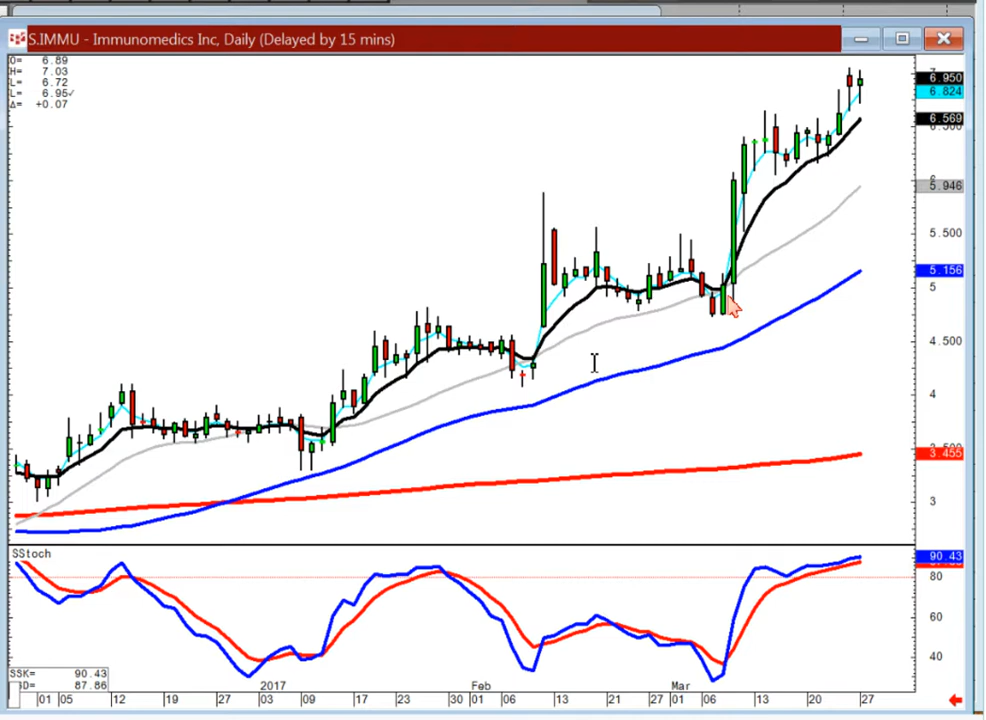 S.IMMU - Immunomedics Inc, Daily (Delayed by 15 mins)
O= 6.89
H= 7.03
L= 6.72
L= 6.95✓
Δ= +0.07
6.950
6.824
6.569
5.946
5.500
5.156
5
4.500
4
3.455
3
SStoch
90.43
80
60
40
SSK= 90.43
D= 87.86
01 05 12 19 27 2017 09 17 23 30 Feb 01 06 13 21 27 Mar 01 06 13 20 27